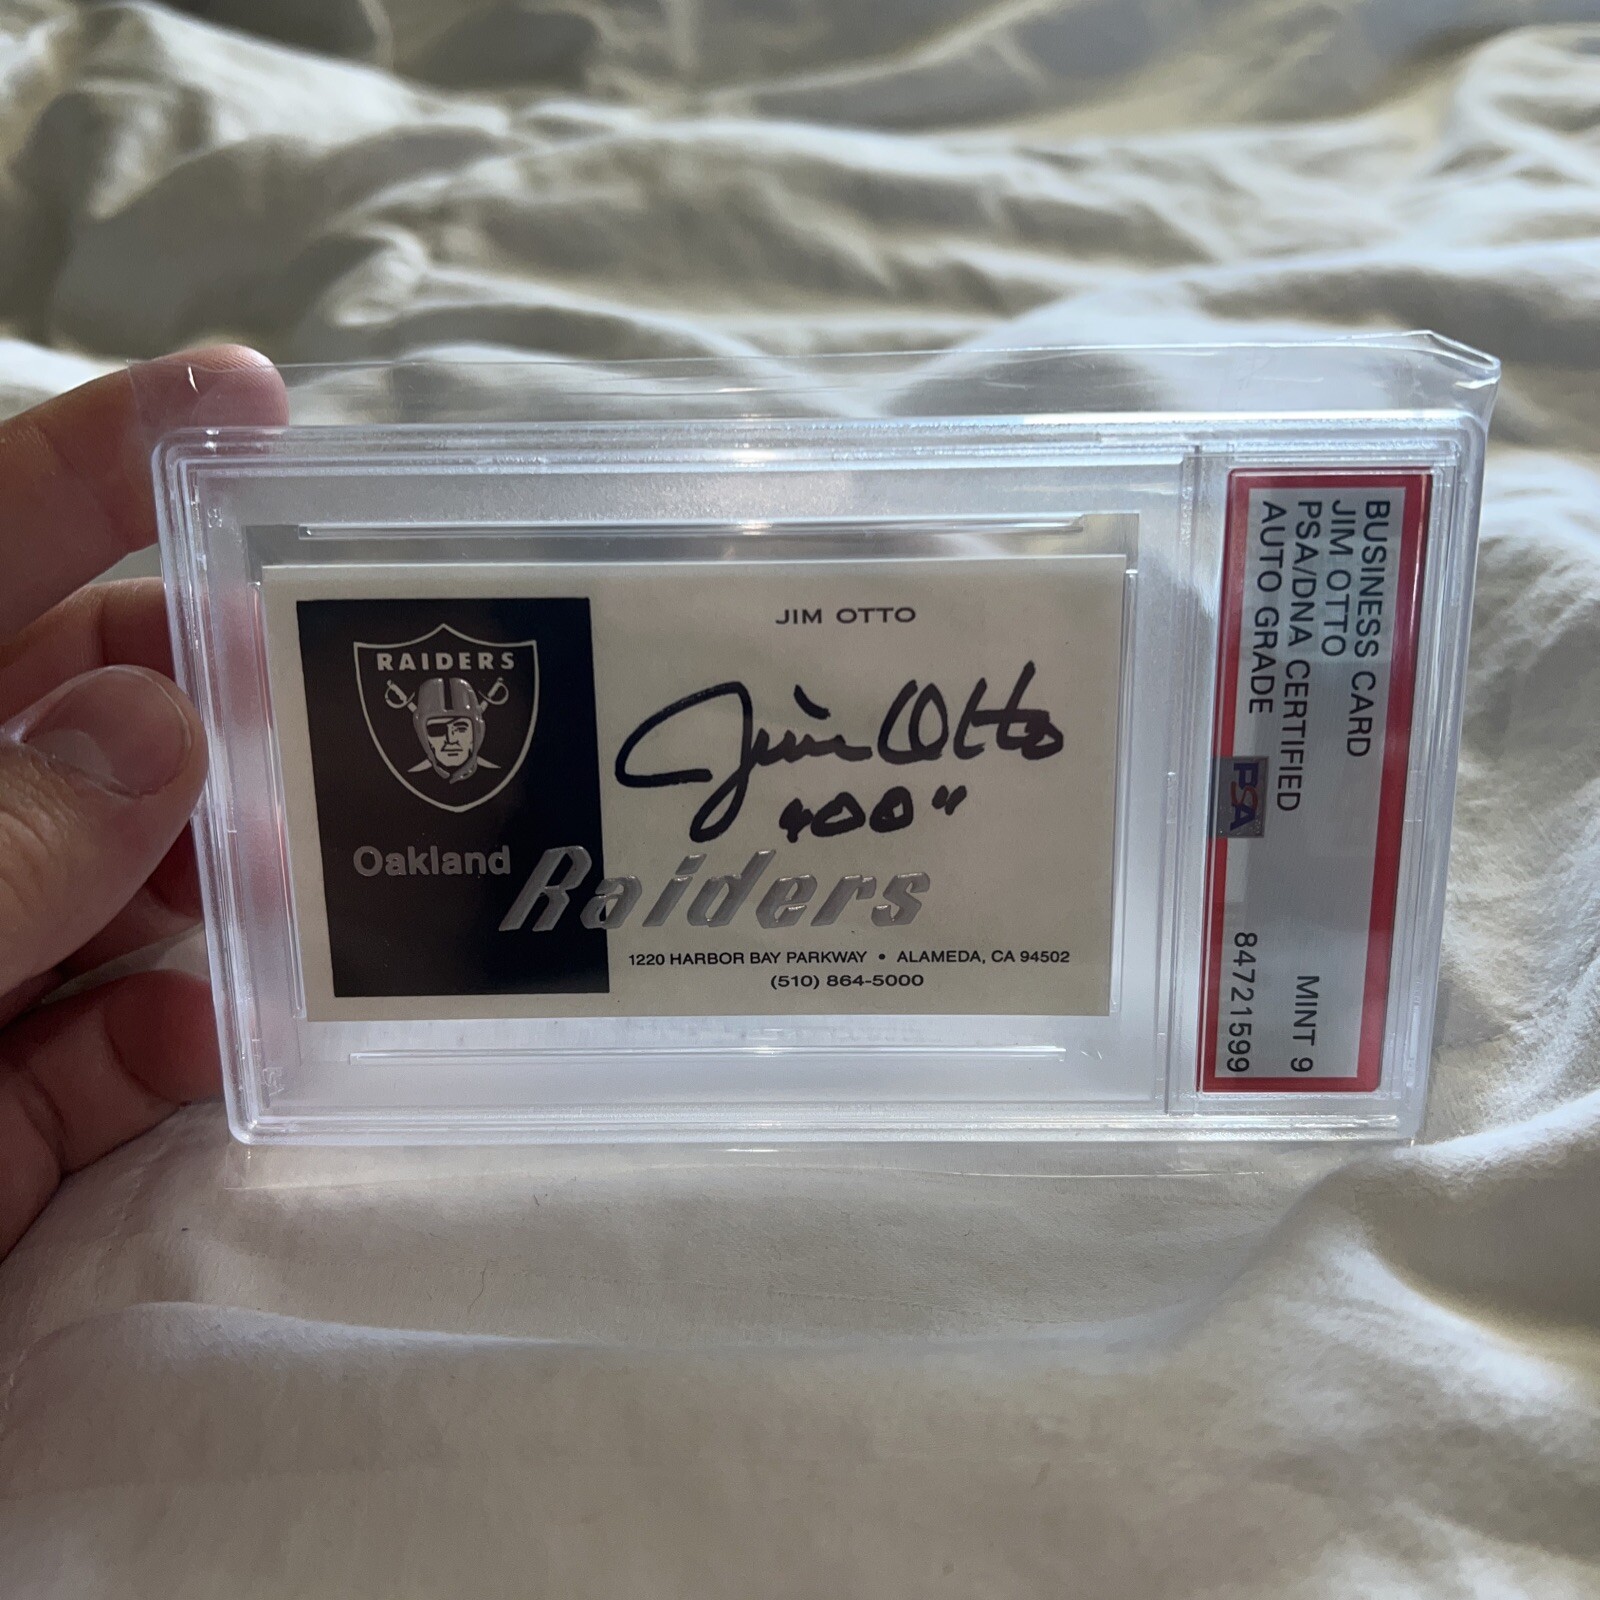 JIM OTTO
RAIDERS
Jim Otto
"00"
Oakland Raiders
1220 HARBOR BAY PARKWAY • ALAMEDA, CA 94502
(510) 864-5000
BUSINESS CARD
JIM OTTO
PSA/DNA CERTIFIED
AUTO GRADE MINT 9
PSA 84721599